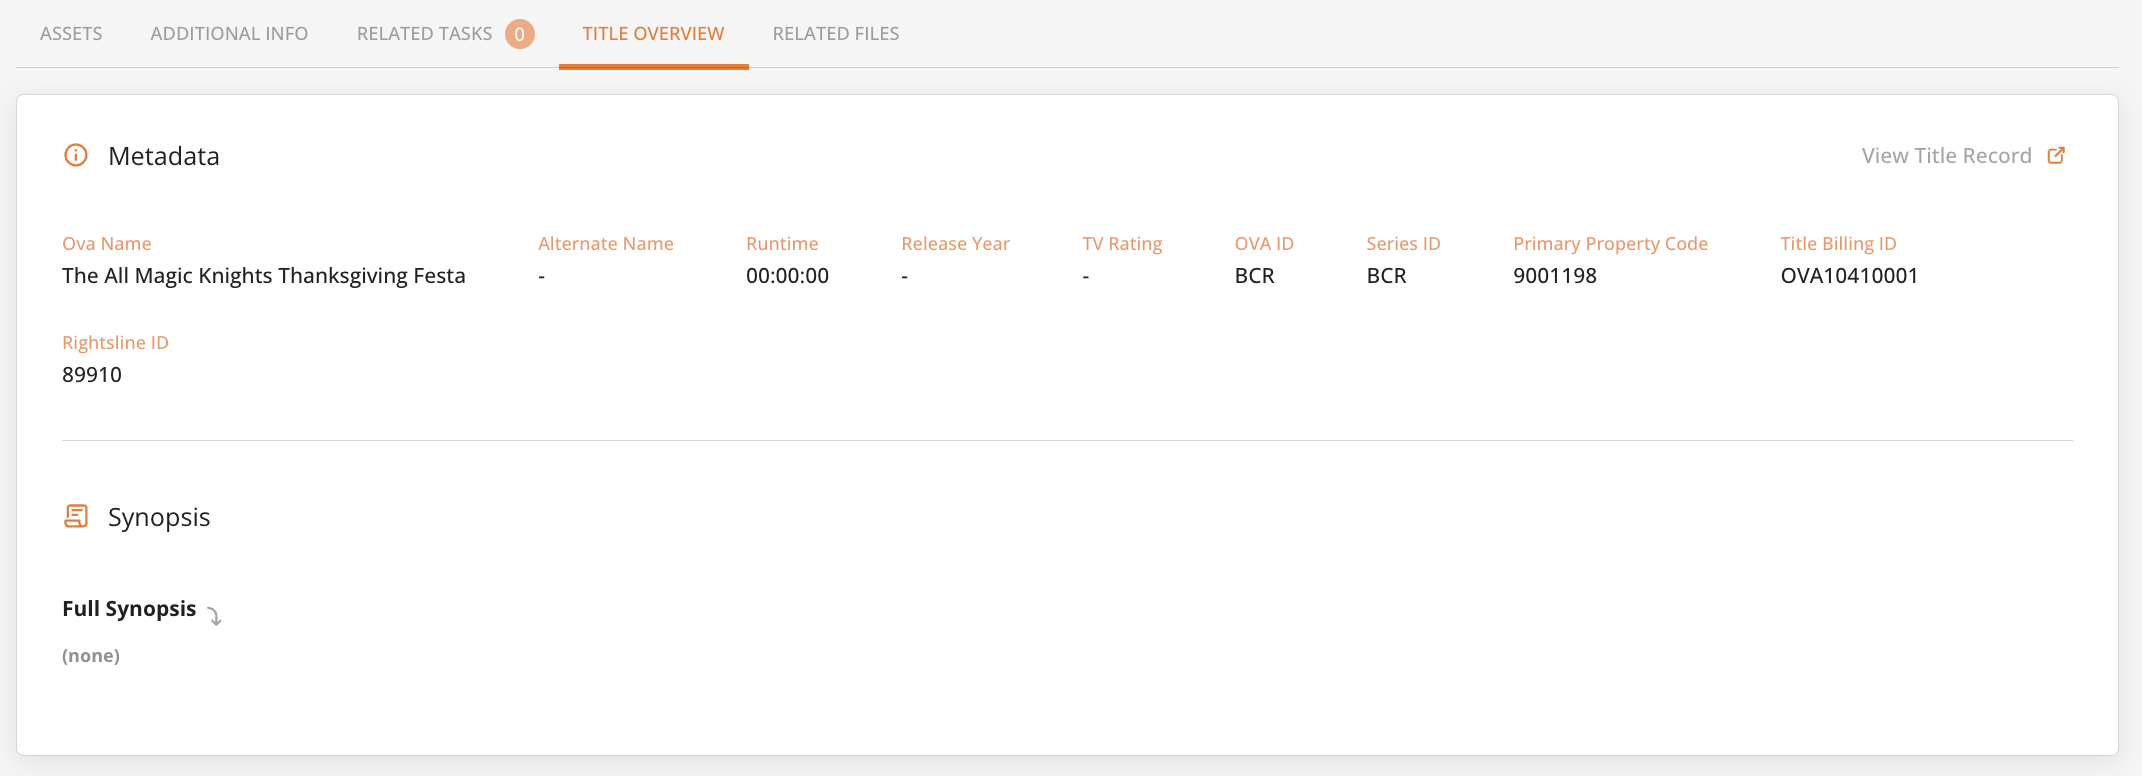 ASSETS ADDITIONAL INFO RELATED TASKS 0 TITLE OVERVIEW RELATED FILES
Metadata View Title Record
Ova Name Alternate Name Runtime Release Year TV Rating OVA ID Series ID Primary Property Code Title Billing ID
The All Magic Knights Thanksgiving Festa - 00:00:00 - - BCR BCR 9001198 OVA10410001
Rightsline ID
89910
Synopsis
Full Synopsis
(none)